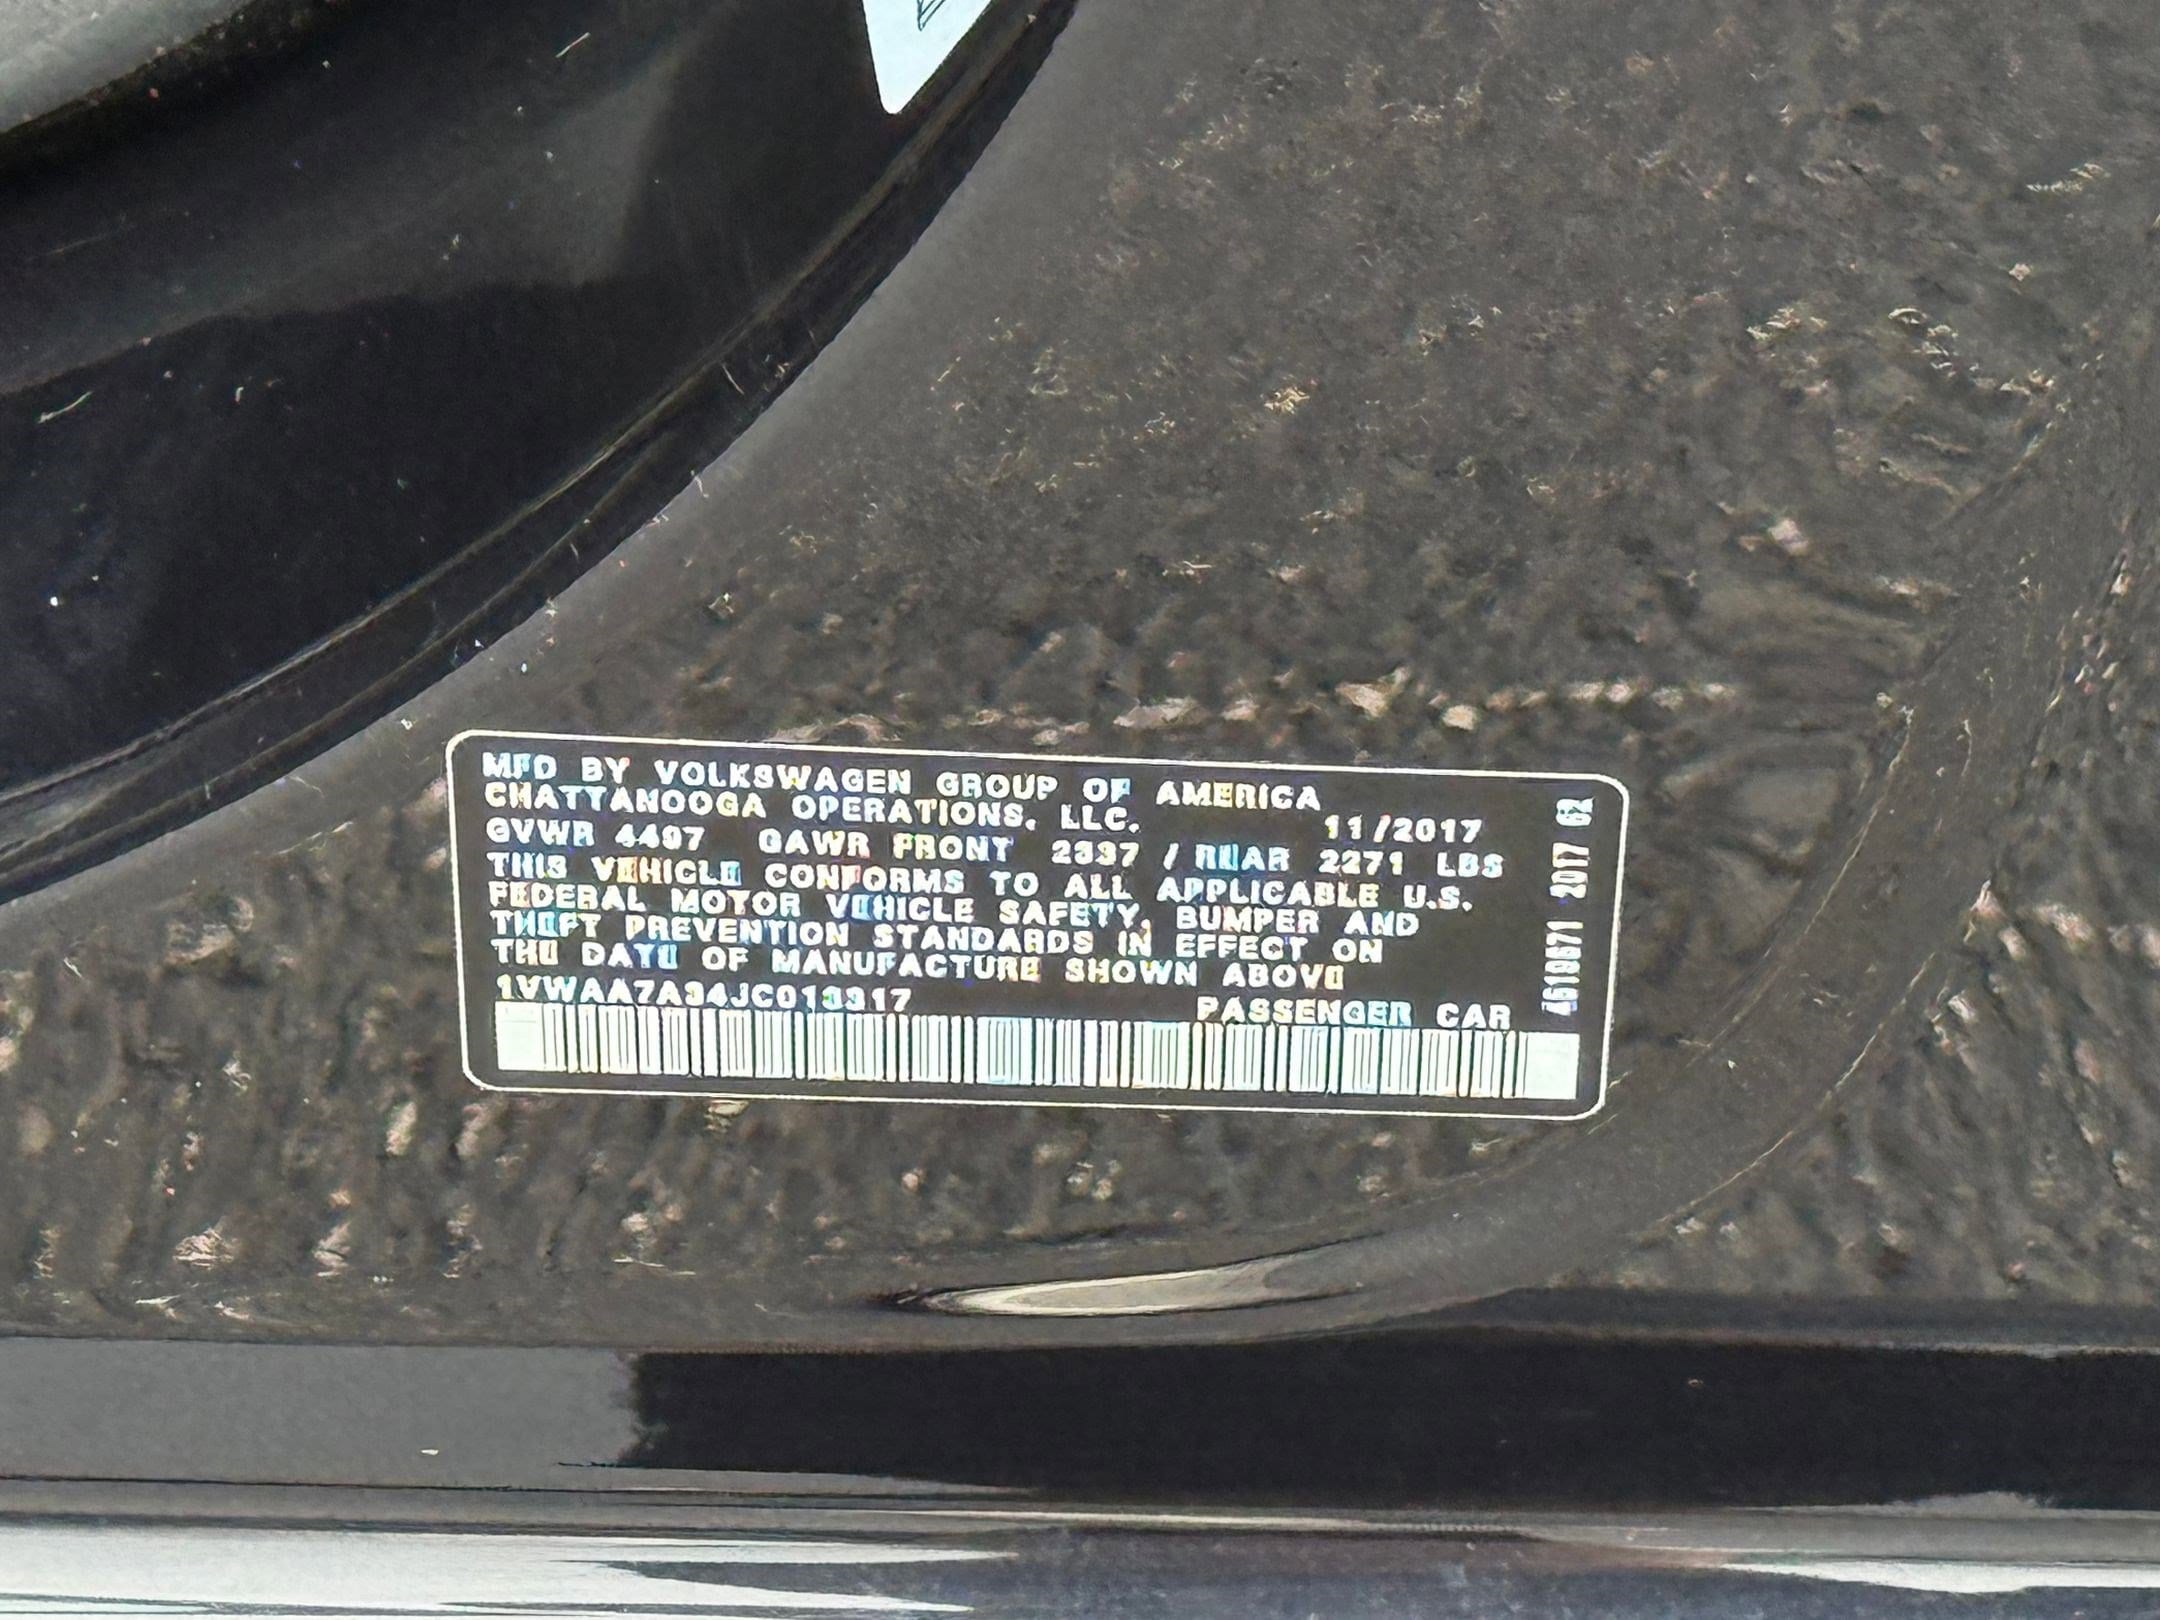 MFD BY VOLKSWAGEN GROUP OF AMERICA
CHATTANOOGA OPERATIONS, LLC. 11/2017
GVWR 4497 GAWR FRONT 2337 / REAR 2271 LBS
THIS VEHICLE CONFORMS TO ALL APPLICABLE U.S.
FEDERAL MOTOR VEHICLE SAFETY, BUMPER AND
THEFT PREVENTION STANDARDS IN EFFECT ON
THE DATE OF MANUFACTURE SHOWN ABOVE
1VWAA7A34JC013317 PASSENGER CAR
2017